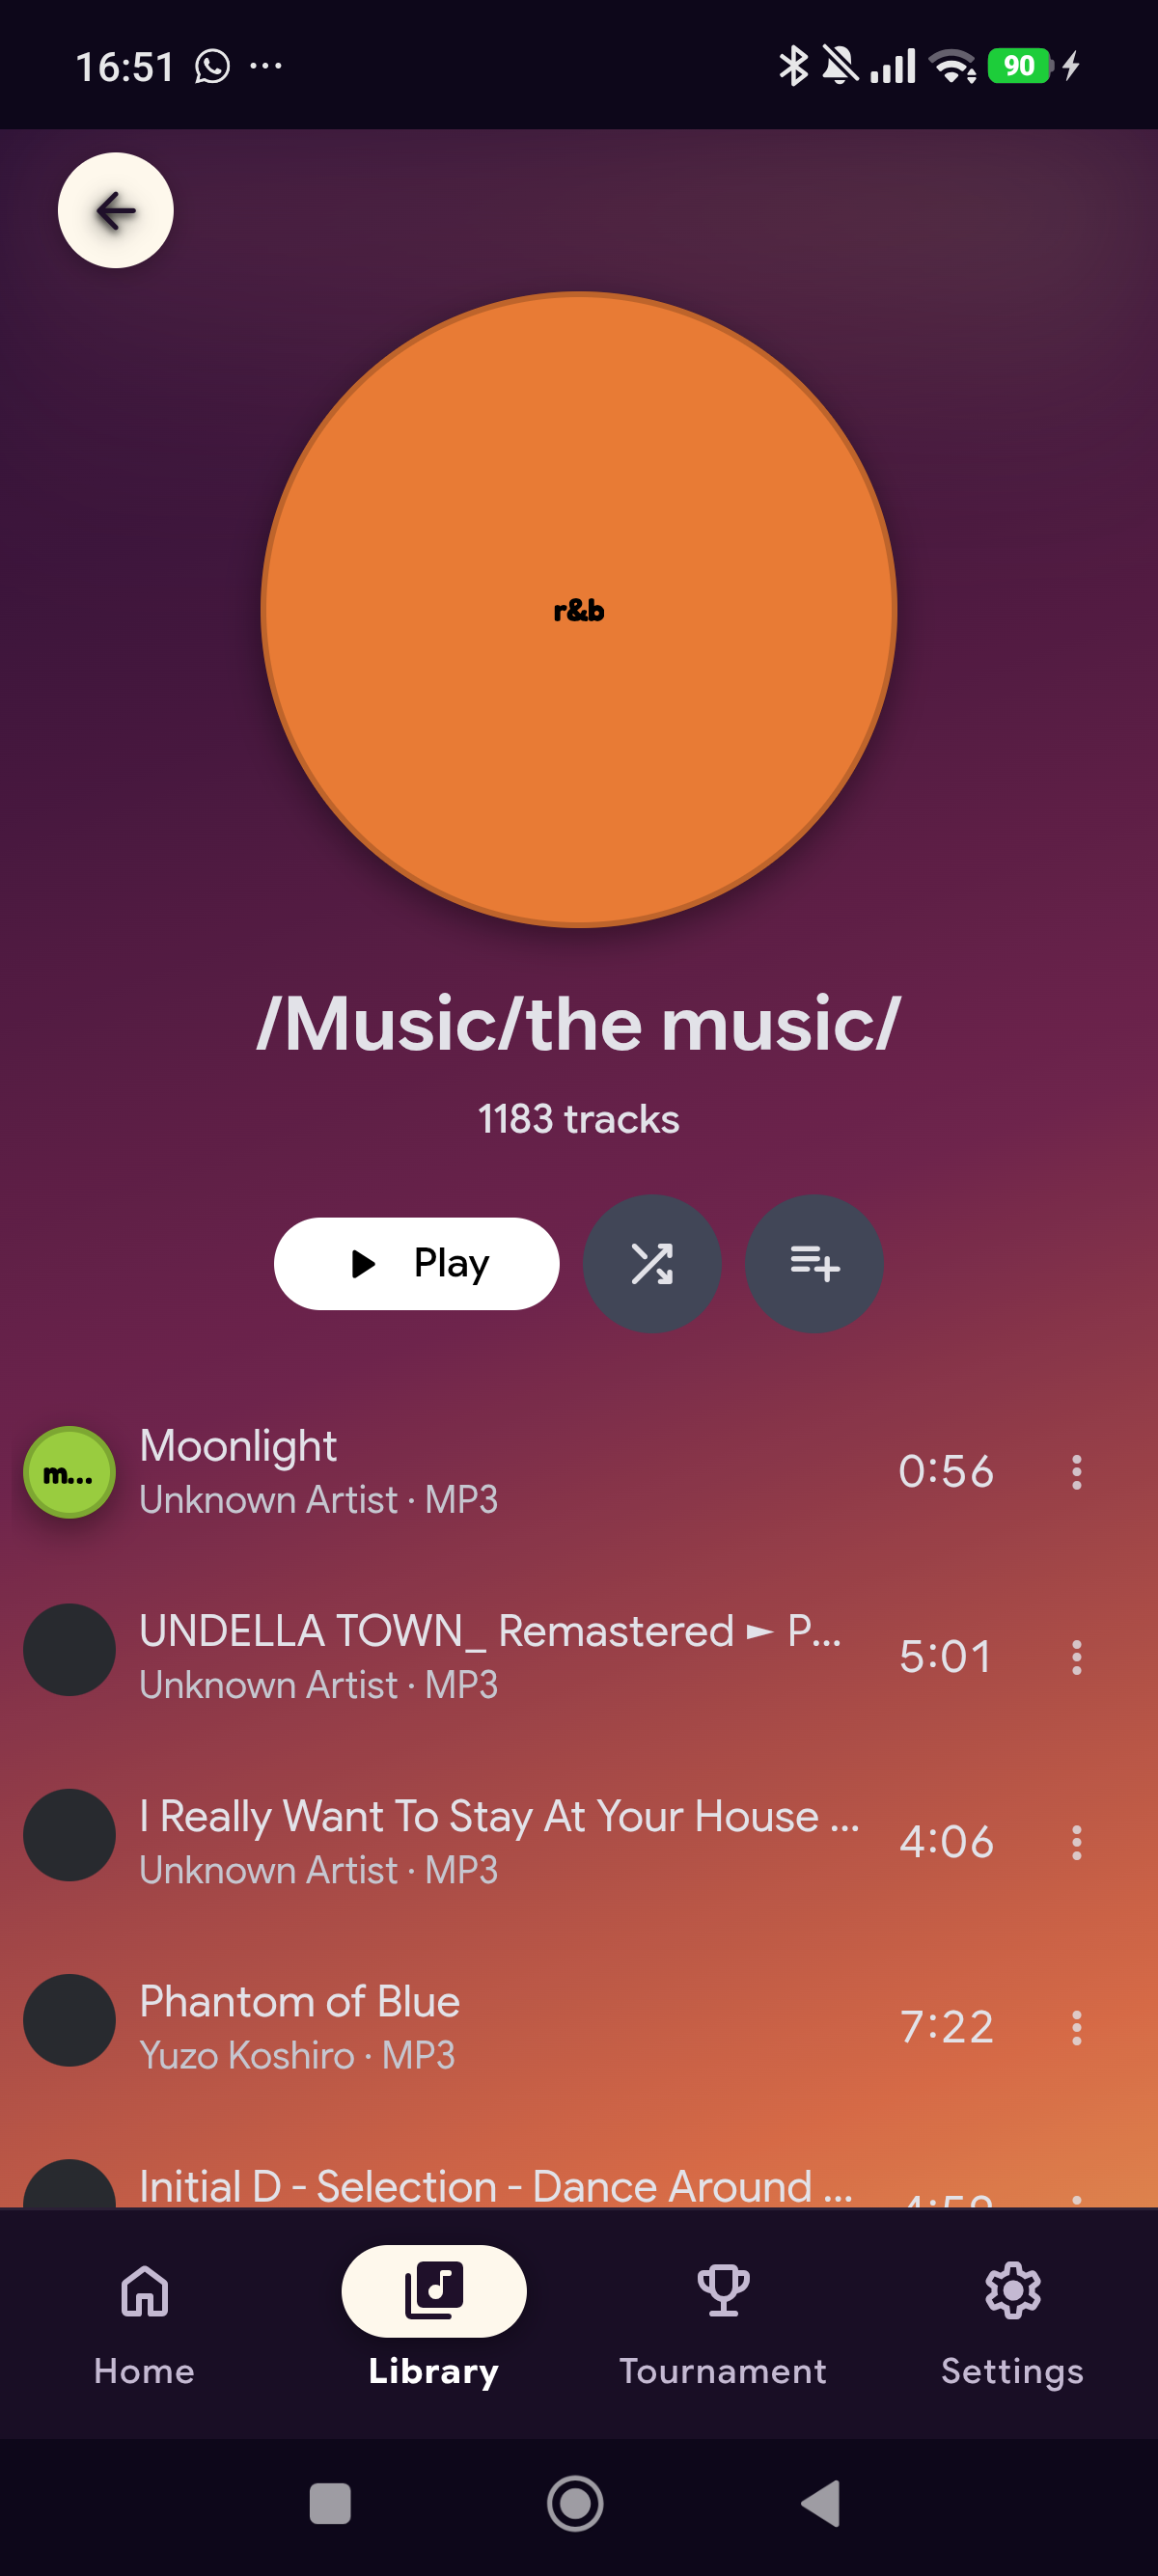 16:51
90
r&b
/Music/the music/
1183 tracks
Play
m...
Moonlight
0:56
Unknown Artist · MP3
UNDELLA TOWN_ Remastered ► P...
5:01
Unknown Artist · MP3
I Really Want To Stay At Your House ...
4:06
Unknown Artist · MP3
Phantom of Blue
7:22
Yuzo Koshiro · MP3
Initial D - Selection - Dance Around ...
4:59
Home
Library
Tournament
Settings